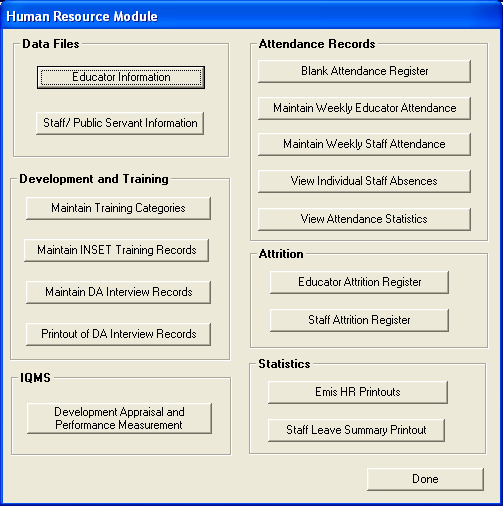 Human Resource Module
Data Files
Educator Information
Staff/ Public Servant Information
Development and Training
Maintain Training Categories
Maintain INSET Training Records
Maintain DA Interview Records
Printout of DA Interview Records
IQMS
Development Appraisal and
Performance Measurement
Attendance Records
Blank Attendance Register
Maintain Weekly Educator Attendance
Maintain Weekly Staff Attendance
View Individual Staff Absences
View Attendance Statistics
Attrition
Educator Attrition Register
Staff Attrition Register
Statistics
Emis HR Printouts
Staff Leave Summary Printout
Done